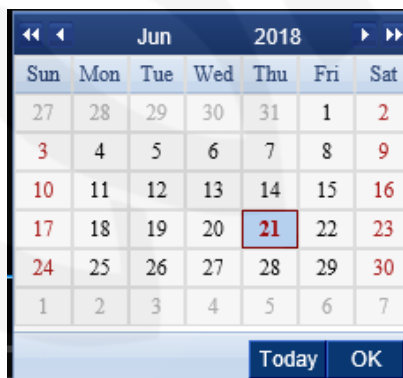 Jun 2018
Sun Mon Tue Wed Thu Fri Sat
27 28 29 30 31 1 2
3 4 5 6 7 8 9
10 11 12 13 14 15 16
17 18 19 20 21 22 23
24 25 26 27 28 29 30
1 2 3 4 5 6 7
Today OK